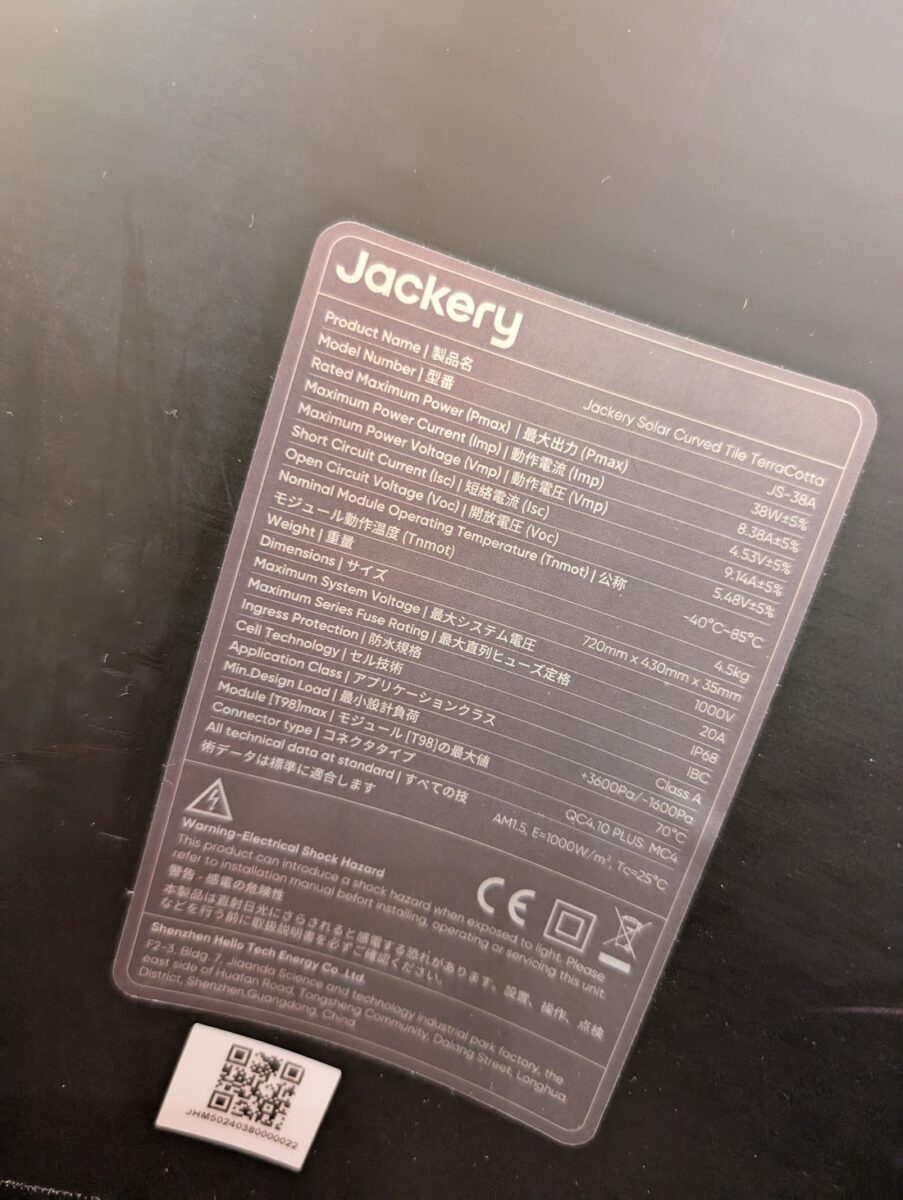 Jackery
Product Name | 製品名 Jackery Solar Curved Tile TerraCotta
Model Number | 型番 JS-38A
Rated Maximum Power (Pmax) | 最大出力 (Pmax) 38W±5%
Maximum Power Current (Imp) | 動作電流 (Imp) 8.38A±5%
Maximum Power Voltage (Vmp) | 動作電圧 (Vmp) 4.53V±5%
Short Circuit Current (Isc) | 短絡電流 (Isc) 9.14A±5%
Open Circuit Voltage (Voc) | 開放電圧 (Voc) 5.48V±5%
Nominal Module Operating Temperature (Tnmot) | 公称
モジュール動作温度 (Tnmot) -40°C~85°C
Weight | 重量 4.5kg
Dimensions | サイズ 720mm x 430mm x 35mm
Maximum System Voltage | 最大システム電圧 1000V
Maximum Series Fuse Rating | 最大直列ヒューズ定格 20A
Ingress Protection | 防水規格 IP68
Cell Technology | セル技術 IBC
Application Class | アプリケーションクラス Class A
Min.Design Load | 最小設計負荷 +3600Pa/-1600Pa
Module [T98]max | モジュール [T98]の最大値 70°C
Connector type | コネクタタイプ QC4.10 PLUS, MC4
All technical data at standard | すべての技
術データは標準に適合します AM1.5, E=1000W/m², Tc=25°C
CE
Warning-Electrical Shock Hazard
This product can introduce a shock hazard when exposed to light. Please
refer to installation manual before installing, operating or servicing this unit.
警告 - 感電の危険性
本製品は直射日光にさらされると感電する恐れがあります。設置、操作、点検
などを行う前に取扱説明書を必ずご確認ください。
Shenzhen Hello Tech Energy Co.,Ltd.
F2-3, Bldg. 7, Jiaanda Science and technology industrial park factory, the
east side of Huafan Road, Tongsheng Community, Dalang Street, Longhua
District, Shenzhen,Guangdong, China
JHM50240380000022